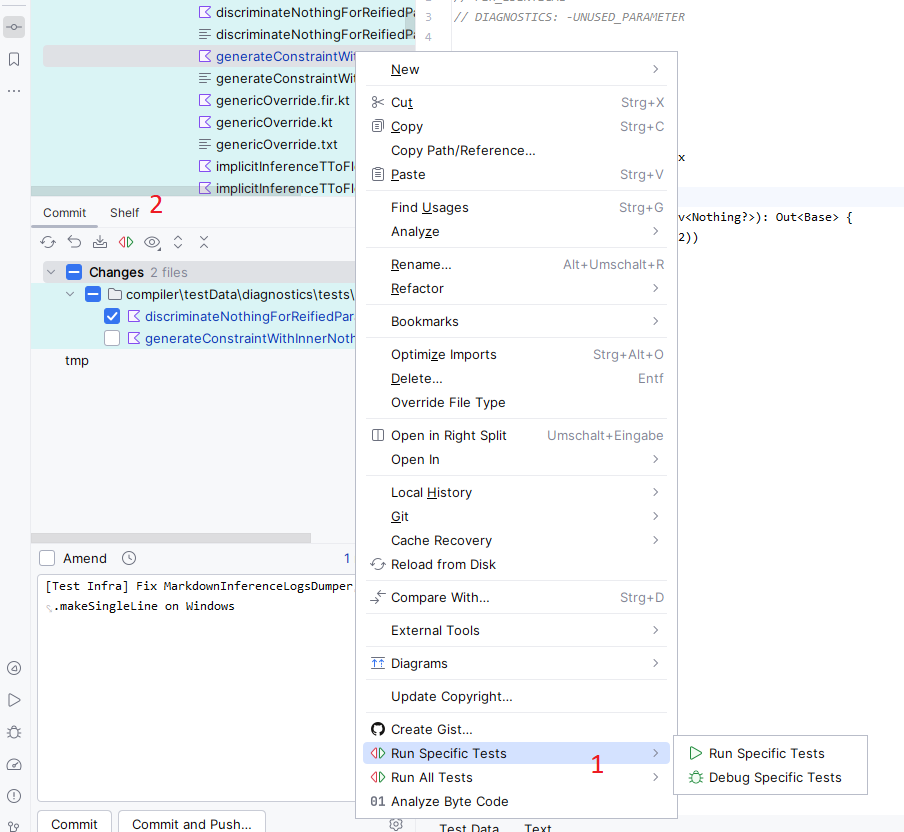 discriminateNothingForReifiedPa
discriminateNothingForReifiedPa
generateConstraintWi
generateConstraintWit
genericOverride.fir.kt
genericOverride.kt
genericOverride.txt
implicitInferenceTToFl
implicitInferenceTToFl
3 // DIAGNOSTICS: -UNUSED_PARAMETER
4
x
v<Nothing?>): Out<Base> {
2))
Commit Shelf 2
Changes 2 files
compiler\testData\diagnostics\tests\
discriminateNothingForReifiedPar
generateConstraintWithInnerNoth
tmp
Amend 1
[Test Infra] Fix MarkdownInferenceLogsDumper
.makeSingleLine on Windows
Commit Commit and Push...
New
Cut Strg+X
Copy Strg+C
Copy Path/Reference...
Paste Strg+V
Find Usages Strg+G
Analyze
Rename... Alt+Umschalt+R
Refactor
Bookmarks
Optimize Imports Strg+Alt+O
Delete... Entf
Override File Type
Open in Right Split Umschalt+Eingabe
Open In
Local History
Git
Cache Recovery
Reload from Disk
Compare With... Strg+D
External Tools
Diagrams
Update Copyright...
Create Gist...
Run Specific Tests 1
Run All Tests
01 Analyze Byte Code
Run Specific Tests
Debug Specific Tests
Test Data Text